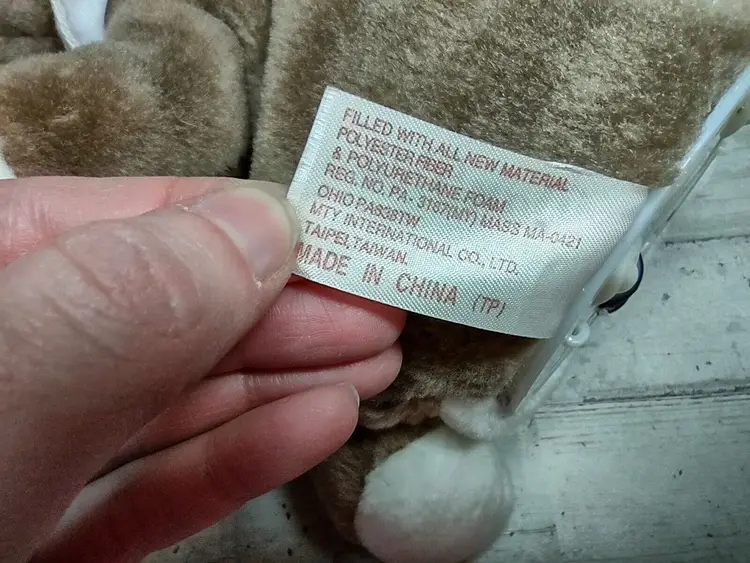 FILLED WITH ALL NEW MATERIAL
POLYESTER FIBER
& POLYURETHANE FOAM
REG. NO. PA - 3197(MY) MASS MA-0421
OHIO PA938TW
MTY INTERNATIONAL CO., LTD.
TAIPEI, TAIWAN.
MADE IN CHINA (TP)